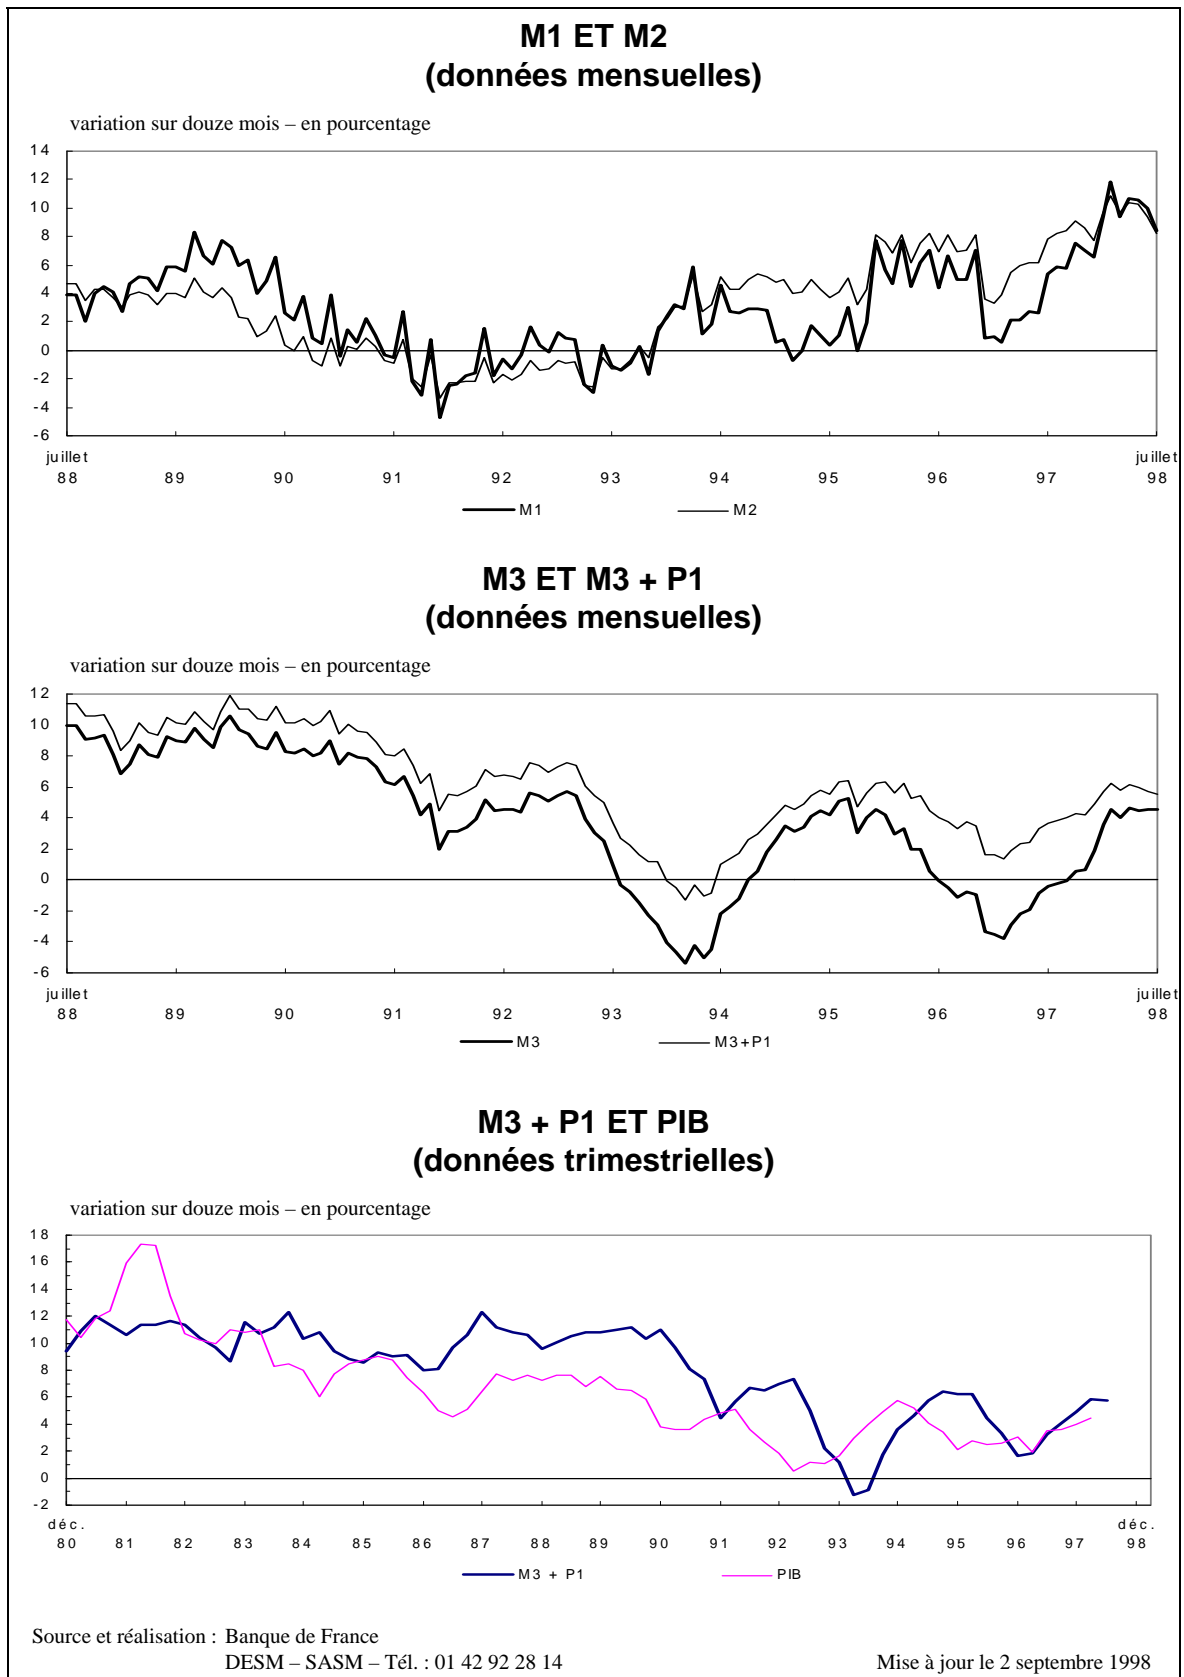 M1 ET M2
(données mensuelles)
variation sur douze mois – en pourcentage
14
12
10
8
6
4
2
0
-2
-4
-6
juillet juillet
88 89 90 91 92 93 94 95 96 97 98
M1 M2
M3 ET M3 + P1
(données mensuelles)
variation sur douze mois – en pourcentage
12
10
8
6
4
2
0
-2
-4
-6
juillet juillet
88 89 90 91 92 93 94 95 96 97 98
M3 M3+P1
M3 + P1 ET PIB
(données trimestrielles)
variation sur douze mois – en pourcentage
18
16
14
12
10
8
6
4
2
0
-2
déc. déc.
80 81 82 83 84 85 86 87 88 89 90 91 92 93 94 95 96 97 98
M3 + P1 PIB
Source et réalisation : Banque de France
DESM – SASM – Tél. : 01 42 92 28 14 Mise à jour le 2 septembre 1998